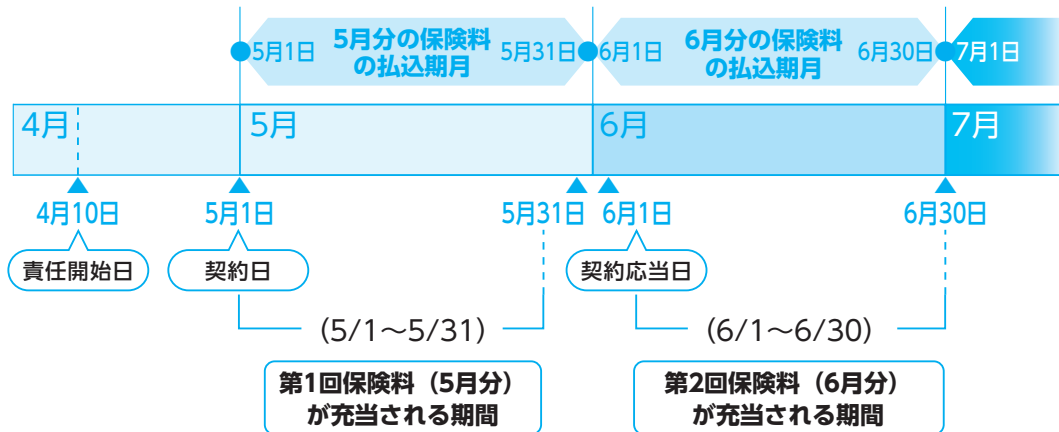 5月1日
5月分の保険料
の払込期月
5月31日
6月1日
6月分の保険料
の払込期月
6月30日
7月1日
4月
5月
6月
7月
4月10日
5月1日
5月31日
6月1日
6月30日
責任開始日
契約日
契約応当日
(5/1〜5/31)
(6/1〜6/30)
第1回保険料（5月分）
が充当される期間
第2回保険料（6月分）
が充当される期間